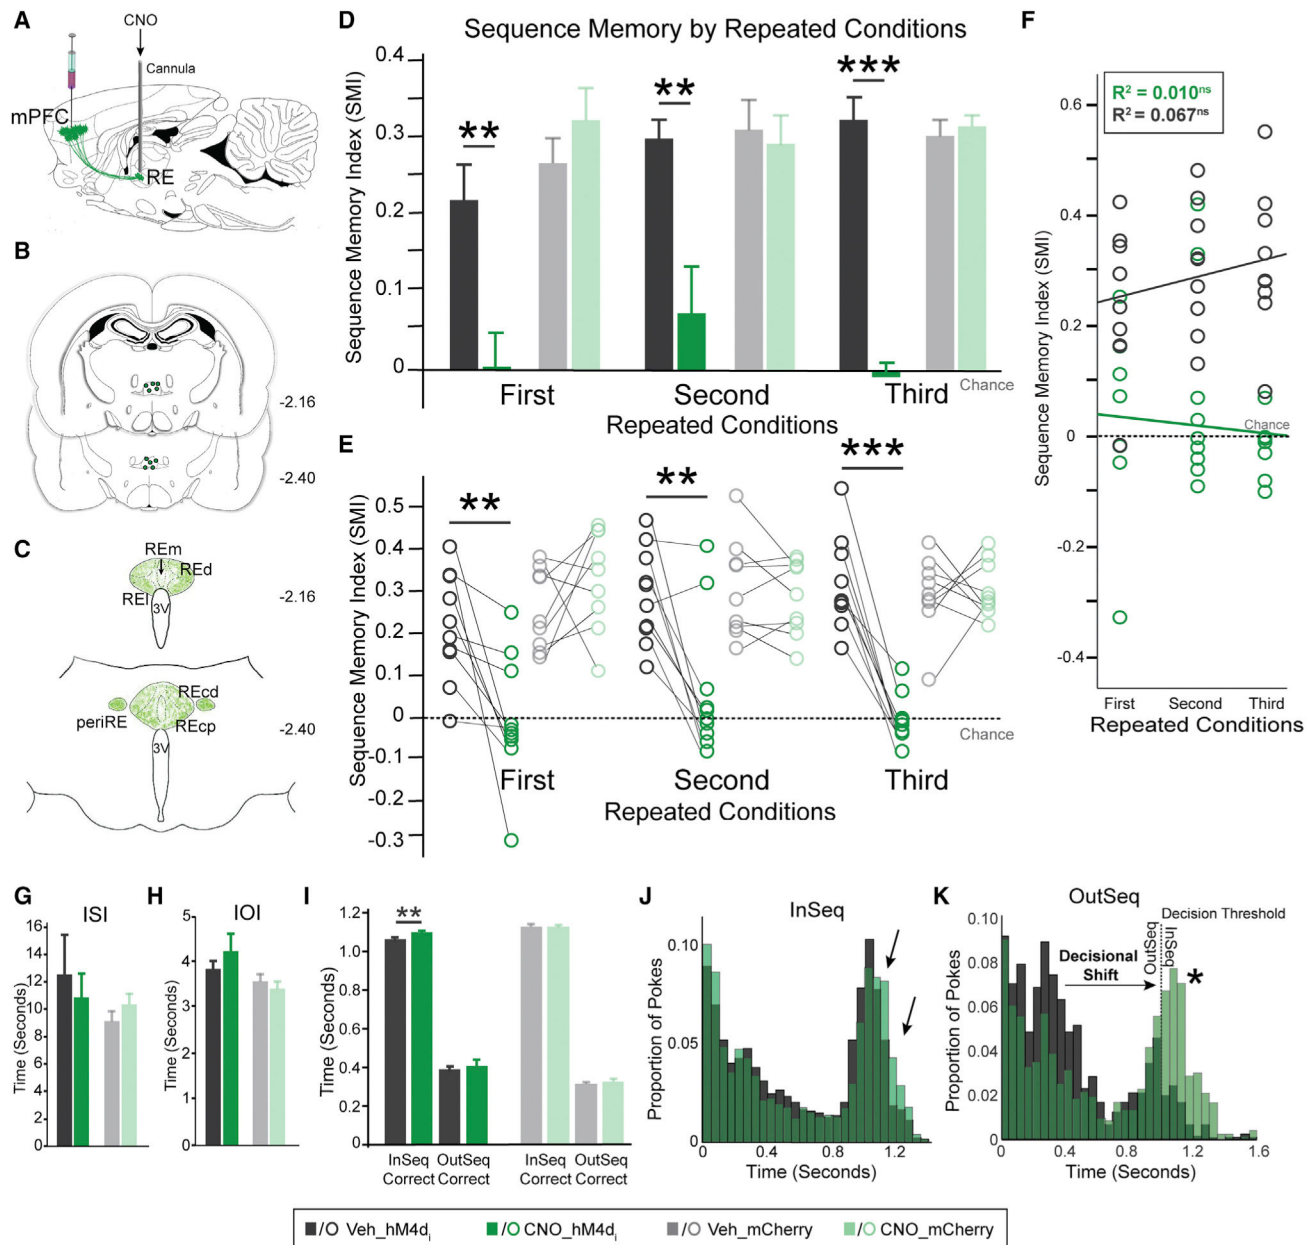 A
CNO
Cannula
mPFC
RE
B
-2.16
-2.40
C
REm
REd
REl
3V
-2.16
REcd
periRE
REcp
3V
-2.40
D
Sequence Memory by Repeated Conditions
Sequence Memory Index (SMI)
0.4
0.3
0.2
0.1
0
**
**
***
First
Second
Third
Chance
Repeated Conditions
E
Sequence Memory Index (SMI)
0.5
0.4
0.3
0.2
0.1
0
-0.1
-0.2
-0.3
**
**
***
Chance
First
Second
Third
Repeated Conditions
F
R² = 0.010ns
R² = 0.067ns
Sequence Memory Index (SMI)
0.6
0.4
0.2
0
-0.2
-0.4
Chance
First
Second
Third
Repeated Conditions
G
ISI
Time (Seconds)
16
14
12
10
8
6
4
2
0
H
IOI
Time (Seconds)
5
4
3
2
0
I
Time (Seconds)
1.2
1.0
0.8
0.6
0.4
0.2
0
**
InSeq Correct
OutSeq Correct
InSeq Correct
OutSeq Correct
J
InSeq
Proportion of Pokes
0.10
0.05
0
0
0.4
0.8
1.2
Time (Seconds)
K
OutSeq
Decision Threshold
OutSeq
InSeq
Decisional
Shift
*
Proportion of Pokes
0.10
0.08
0.06
0.04
0.02
0
0
0.4
0.8
1.2
1.6
Time (Seconds)
/O Veh_hM4di
/O CNO_hM4di
/O Veh_mCherry
/O CNO_mCherry